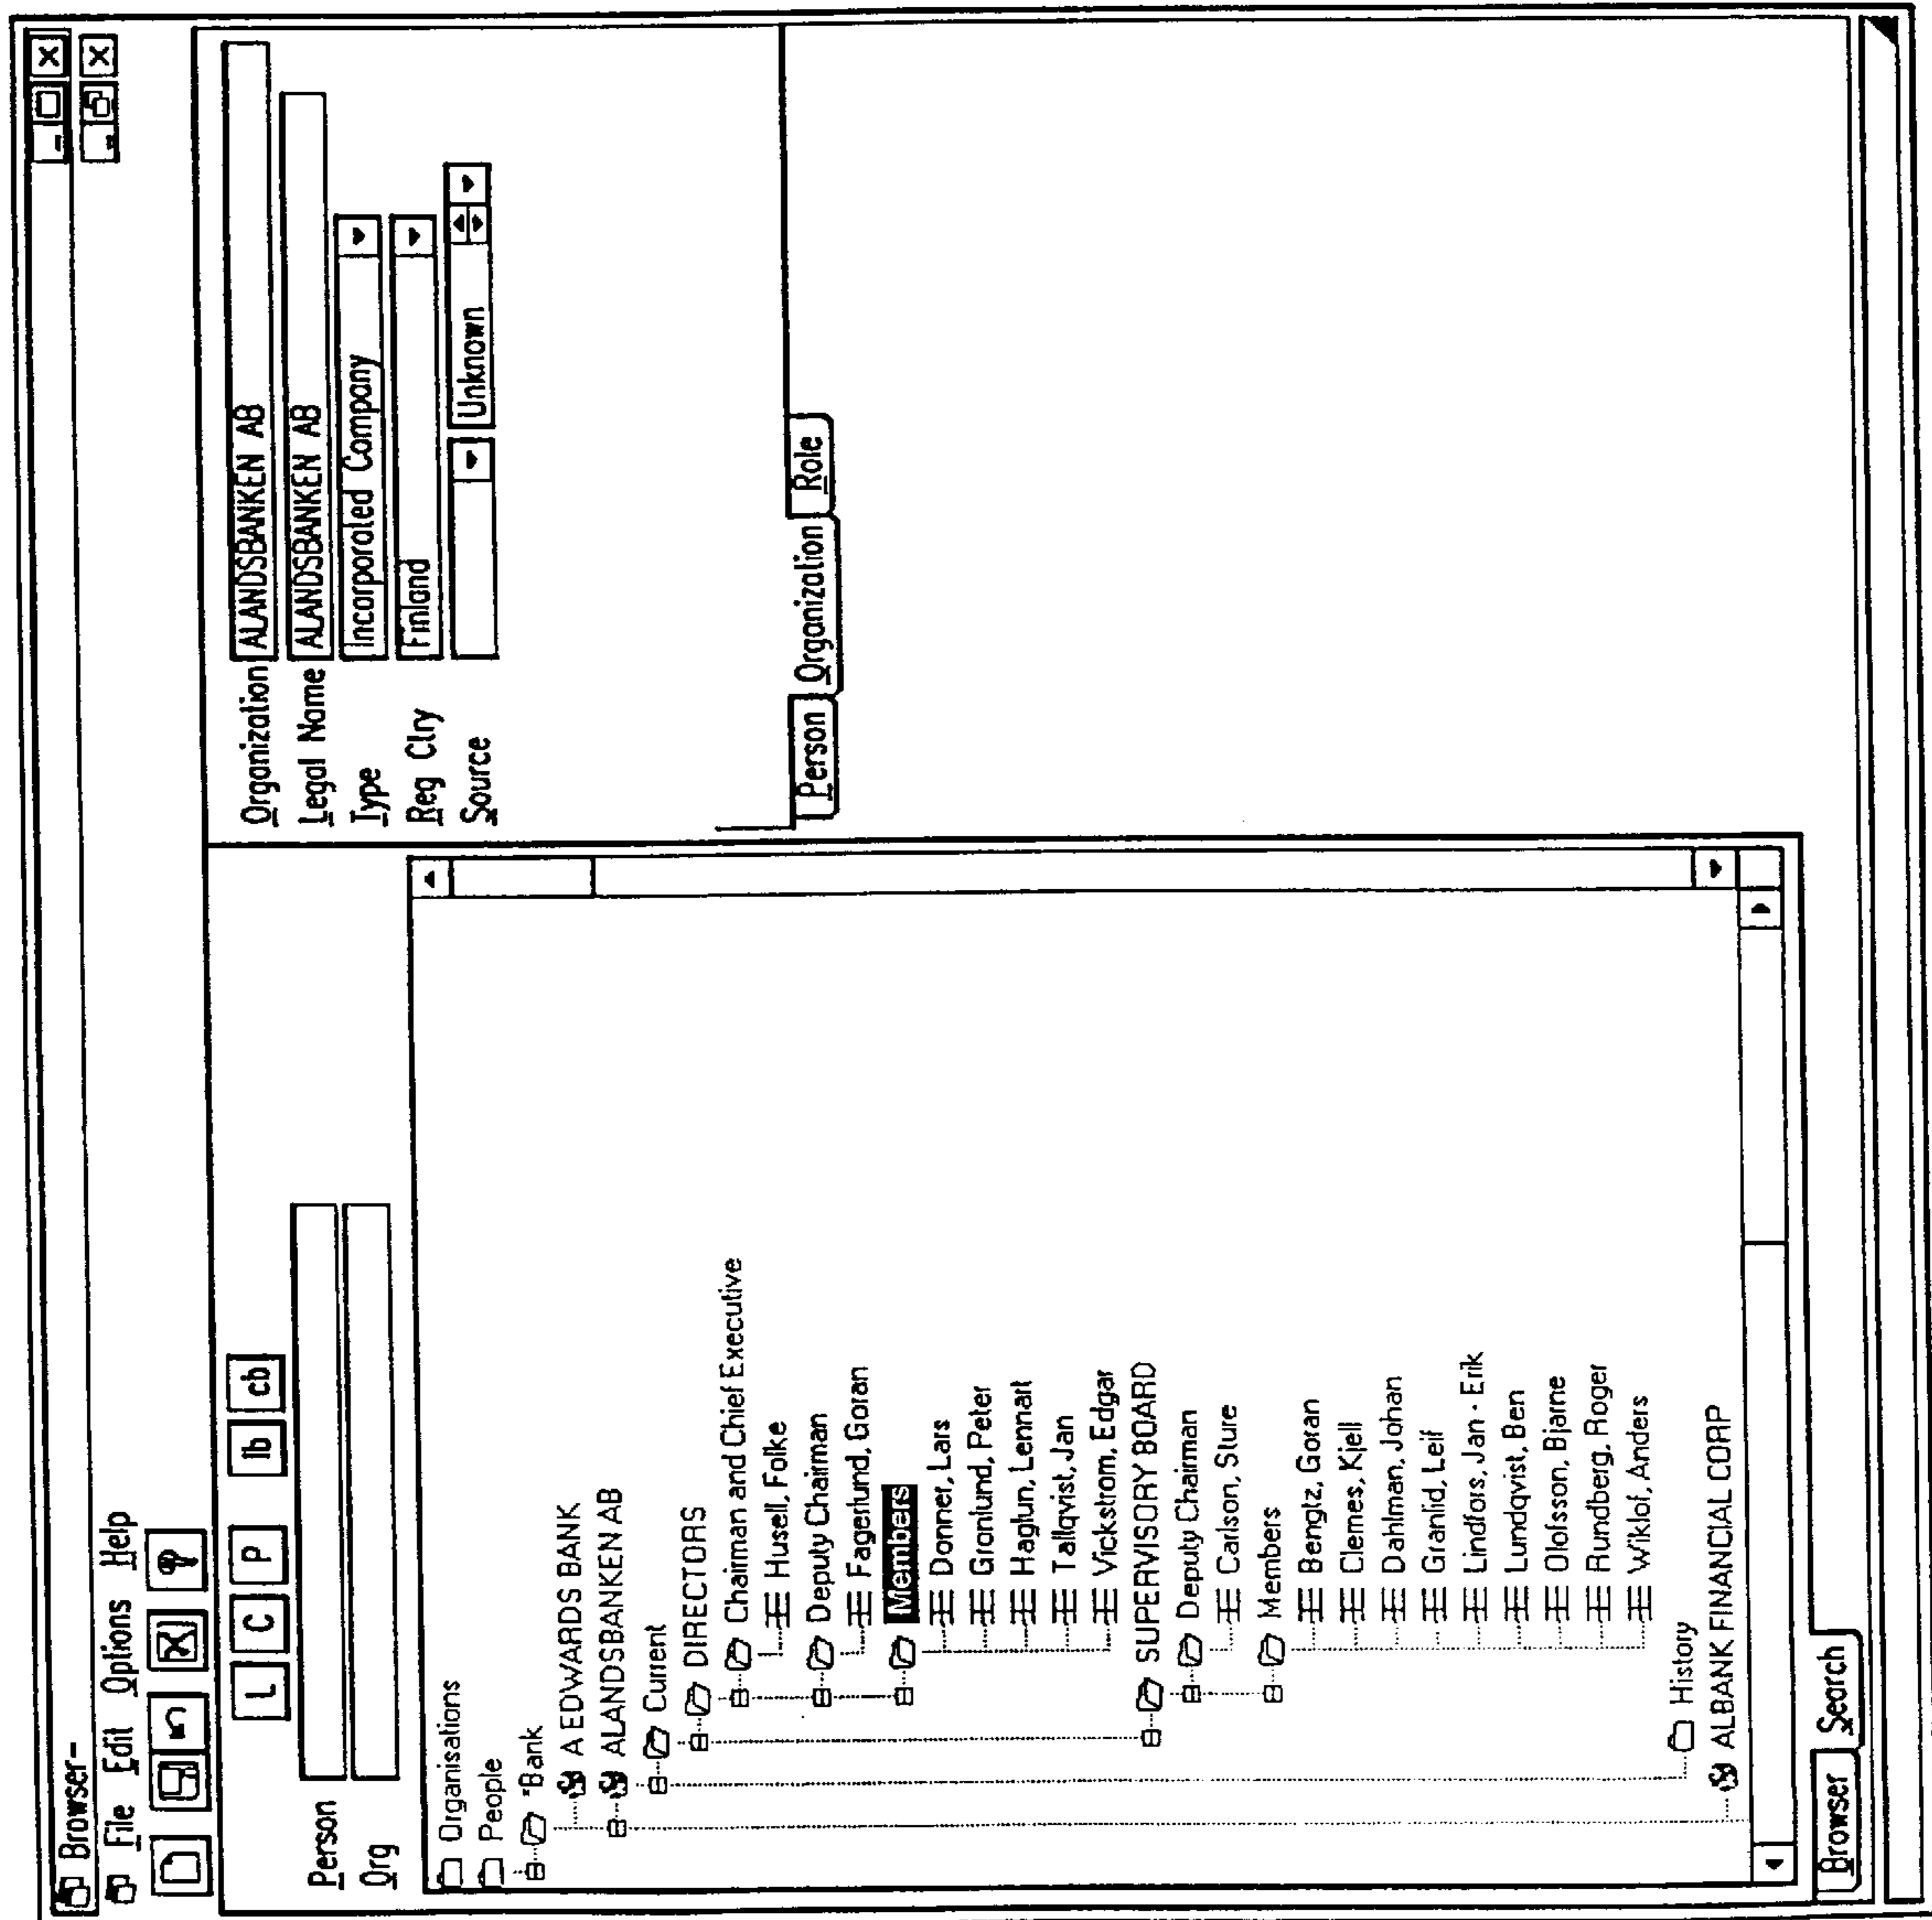 Browser-
File Edit Options Help
L C P lb cb
Person
Org
Organisations
People
"Bank
A EDWARDS BANK
ALANDSBANKEN AB
Current
DIRECTORS
Chairman and Chief Executive
Husell, Folke
Deputy Chairman
Fagerlund, Goran
Members
Donner, Lars
Gronlund, Peter
Haglun, Lennart
Tallqvist, Jan
Vickstrom, Edgar
SUPERVISORY BOARD
Deputy Chairman
Carlson, Sture
Members
Bengtz, Goran
Clemes, Kjell
Dahlman, Johan
Granlid, Leif
Lindfors, Jan - Erik
Lundqvist, Ben
Olofsson, Bjarne
Rundberg, Roger
Wiklof, Anders
History
ALBANK FINANCIAL CORP
Browser Search
Organization ALANDSBANKEN AB
Legal Name ALANDSBANKEN AB
Type Incorporated Company
Reg Ctry Finland
Source Unknown
Person Organization Role